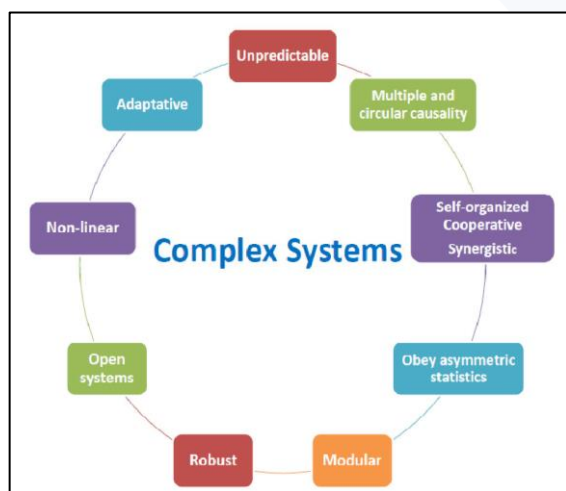 Unpredictable
Multiple and
circular causality
Self-organized
Cooperative
Synergistic
Obey asymmetric
statistics
Modular
Robust
Open
systems
Non-linear
Adaptative
Complex Systems